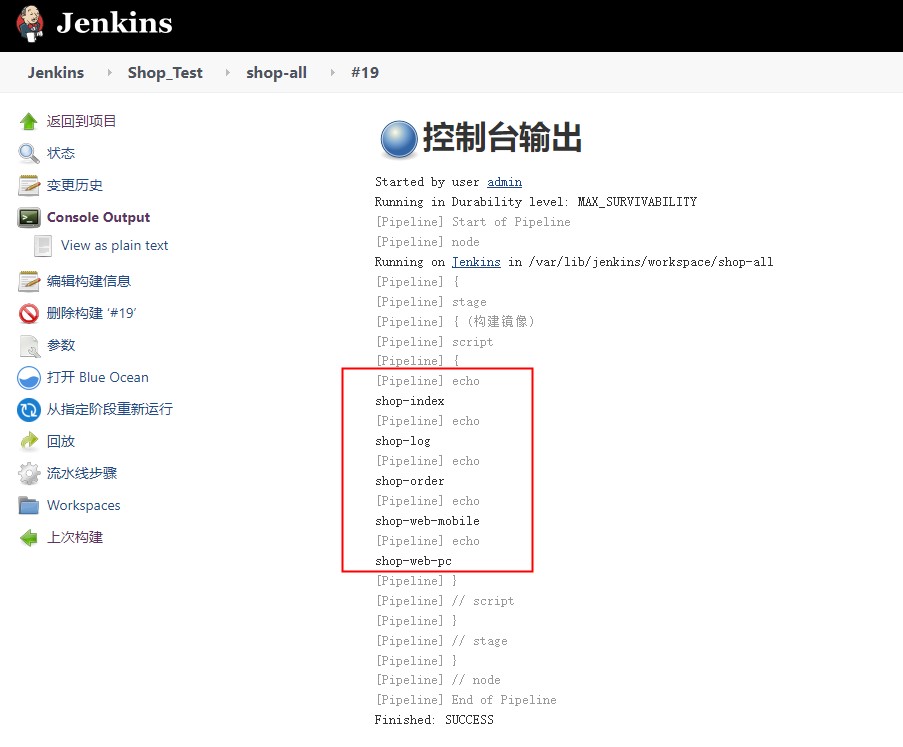 Jenkins
Jenkins Shop_Test shop-all #19
返回到项目
状态
变更历史
Console Output
View as plain text
编辑构建信息
删除构建 ‘#19’
参数
打开 Blue Ocean
从指定阶段重新运行
回放
流水线步骤
Workspaces
上次构建
控制台输出
Started by user admin
Running in Durability level: MAX_SURVIVABILITY
[Pipeline] Start of Pipeline
[Pipeline] node
Running on Jenkins in /var/lib/jenkins/workspace/shop-all
[Pipeline] {
[Pipeline] stage
[Pipeline] { (构建镜像)
[Pipeline] script
[Pipeline] {
[Pipeline] echo
shop-index
[Pipeline] echo
shop-log
[Pipeline] echo
shop-order
[Pipeline] echo
shop-web-mobile
[Pipeline] echo
shop-web-pc
[Pipeline] }
[Pipeline] // script
[Pipeline] }
[Pipeline] // stage
[Pipeline] }
[Pipeline] // node
[Pipeline] End of Pipeline
Finished: SUCCESS